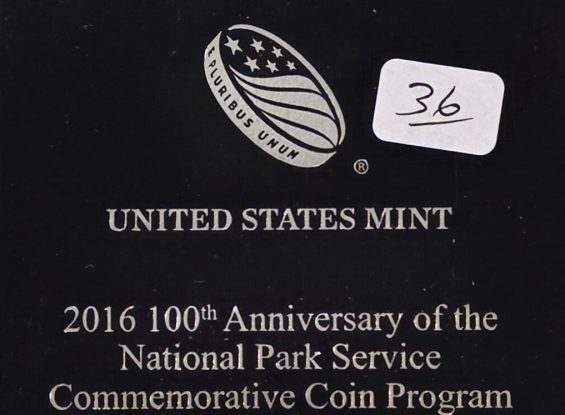 E PLURIBUS UNUM
36
®
UNITED STATES MINT
2016 100th Anniversary of the
National Park Service
Commemorative Coin Program